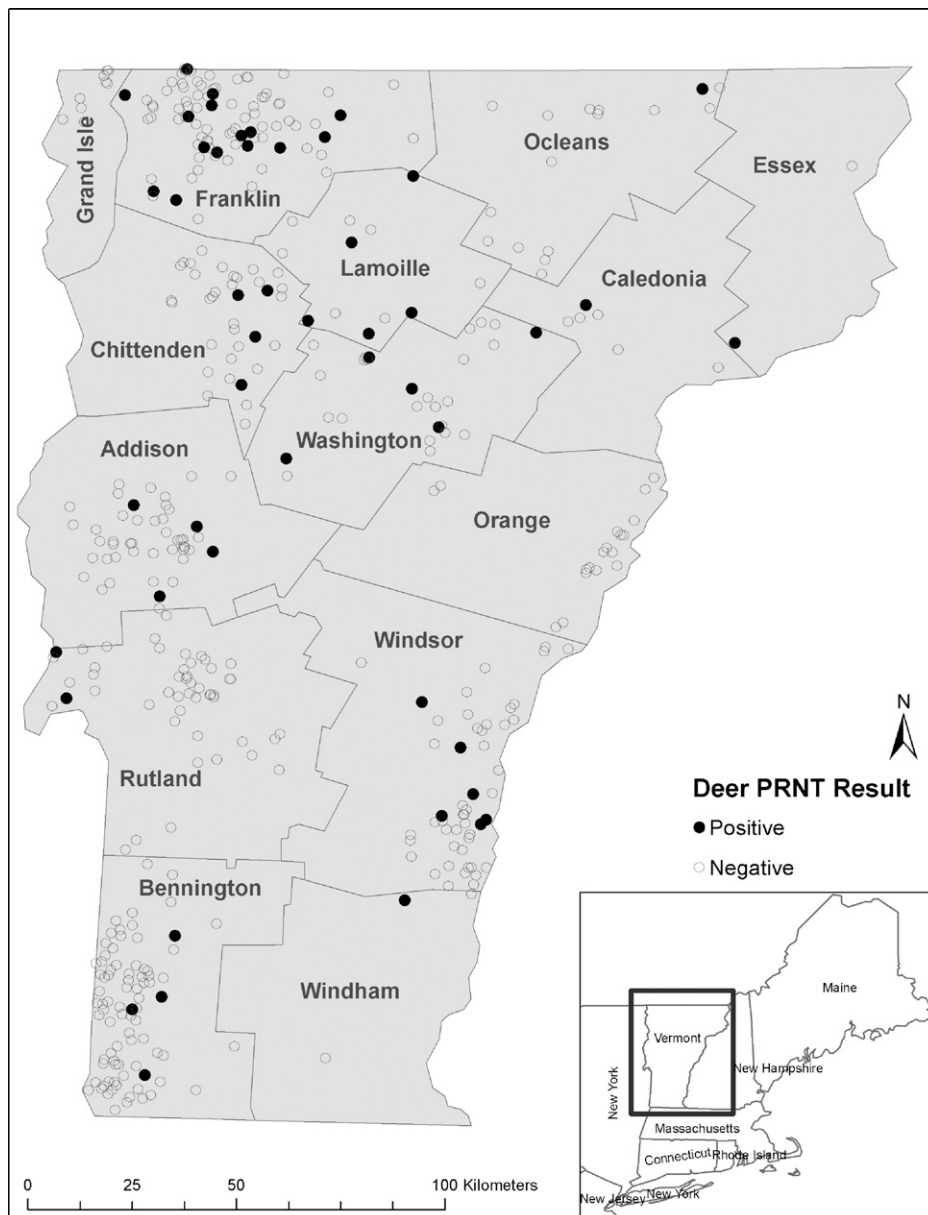 Grand Isle
Franklin
Ocleans
Essex
Lamoille
Caledonia
Chittenden
Washington
Addison
Orange
Windsor
Rutland
Bennington
Windham
N
Deer PRNT Result
Positive
Negative
Maine
Vermont
New Hampshire
New York
Massachusetts
Connecticut
Rhode Island
New Jersey
New York
0 25 50 100 Kilometers